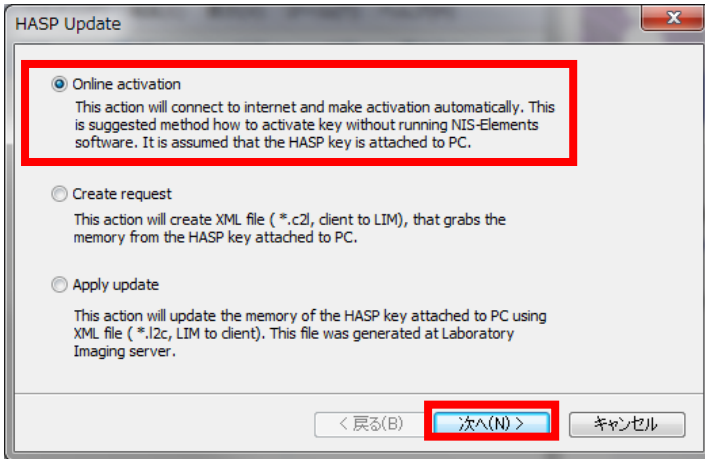 HASP Update
Online activation
This action will connect to internet and make activation automatically. This
is suggested method how to activate key without running NIS-Elements
software. It is assumed that the HASP key is attached to PC.
Create request
This action will create XML file ( *.c2l, client to LIM), that grabs the
memory from the HASP key attached to PC.
Apply update
This action will update the memory of the HASP key attached to PC using
XML file ( *.l2c, LIM to client). This file was generated at Laboratory
Imaging server.
< 戻る(B) 次へ(N) > キャンセル